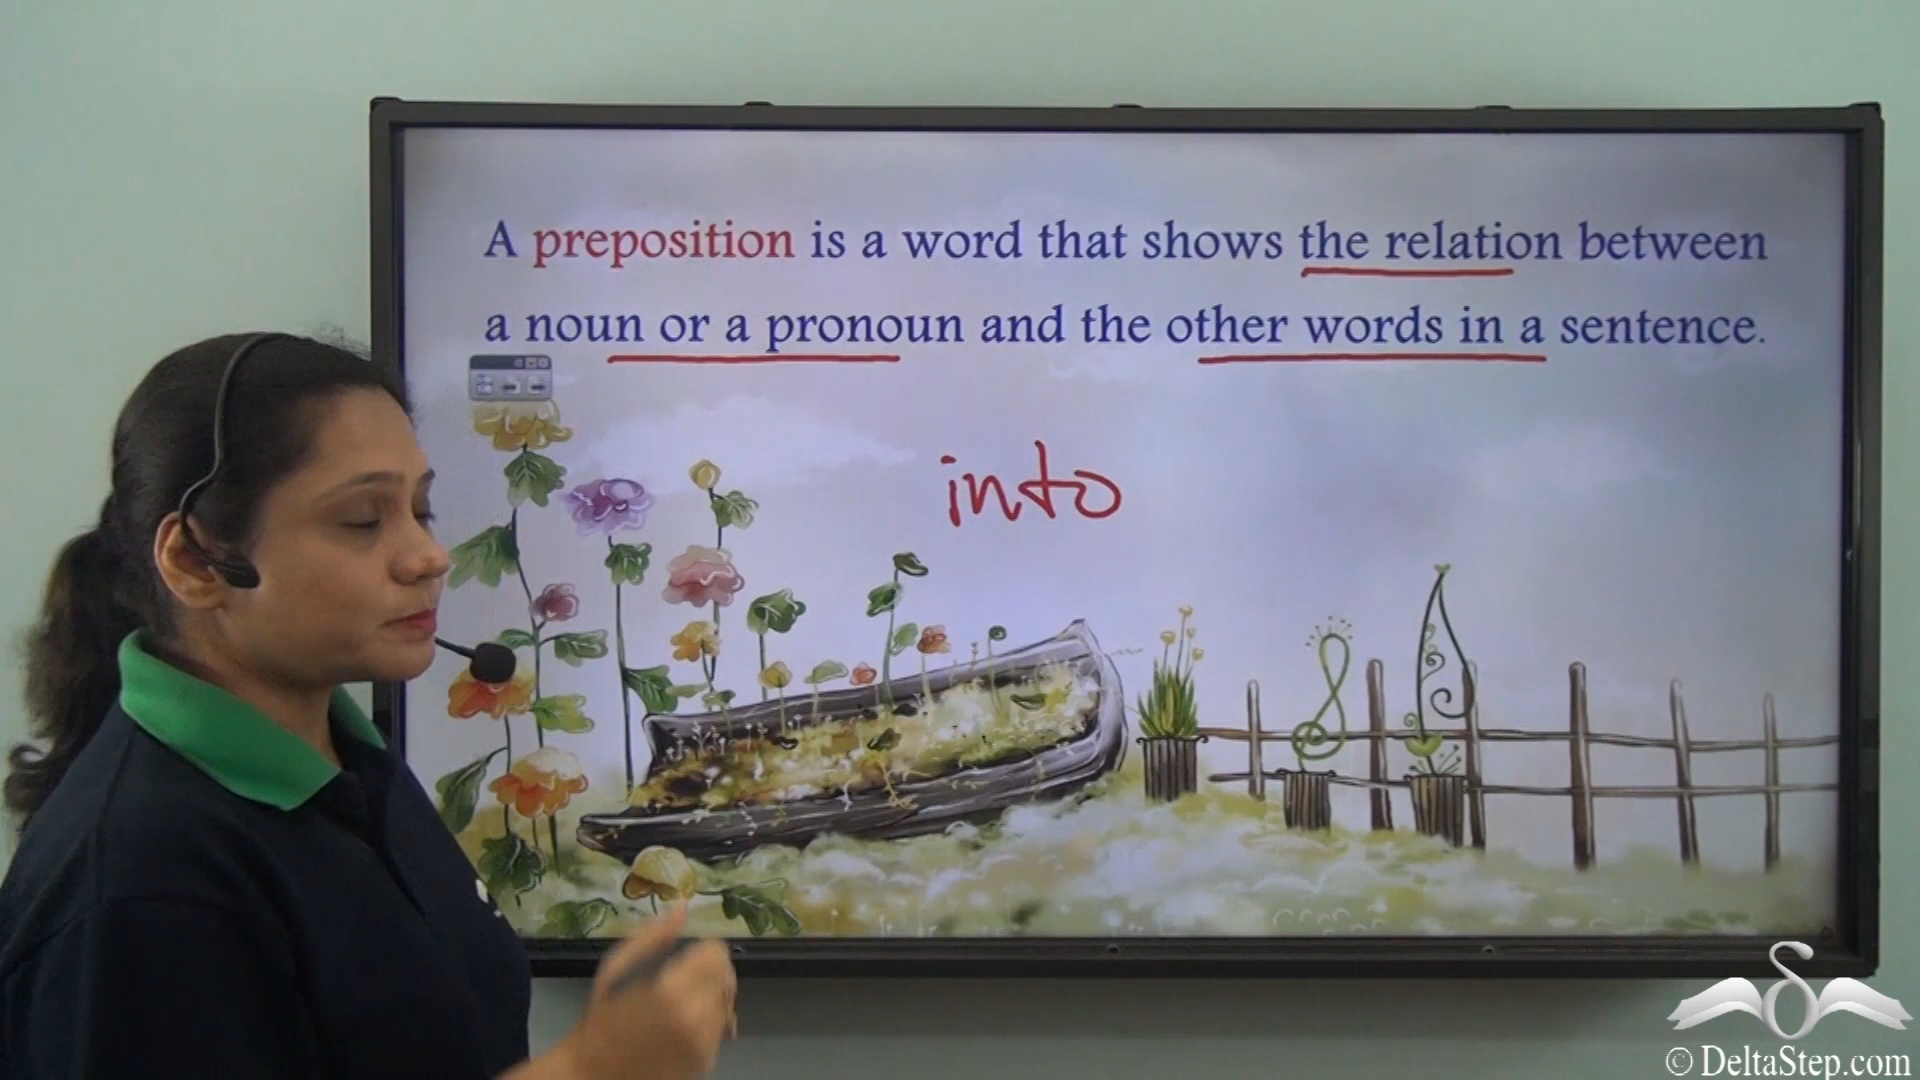 A preposition is a word that shows the relation between
a noun or a pronoun and the other words in a sentence.
into
© DeltaStep.com